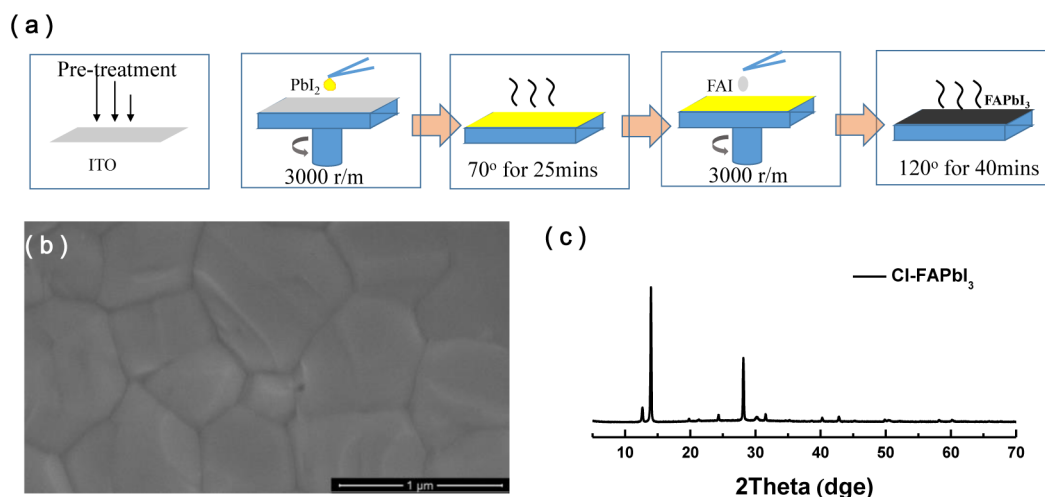 ( a )
Pre-treatment
ITO
PbI₂
3000 r/m
70° for 25mins
FAI
3000 r/m
FAPbI₃
120° for 40mins
( b )
1 μm
( c )
Cl-FAPbI₃
10 20 30 40 50 60 70
2Theta (dge)